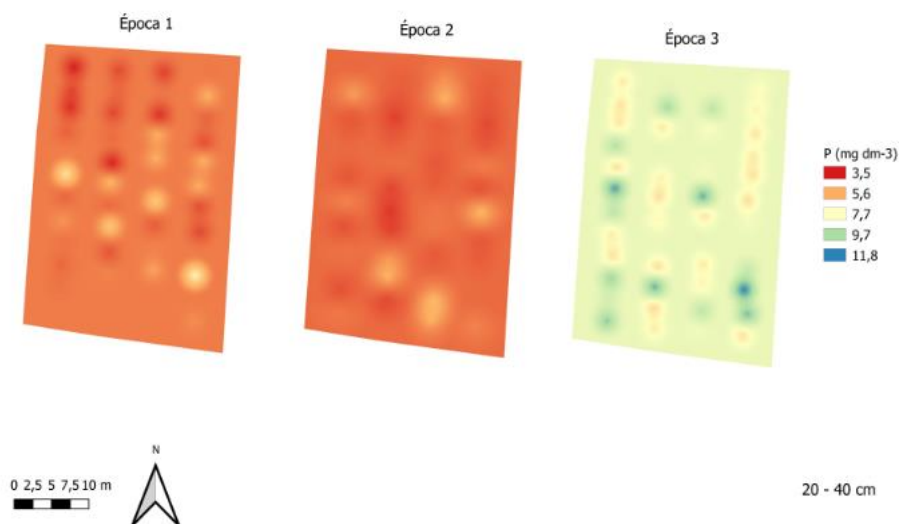 Época 1
Época 2
Época 3
P (mg dm-3)
3,5
5,6
7,7
9,7
11,8
N
0 2,5 5 7,5 10 m
20 - 40 cm